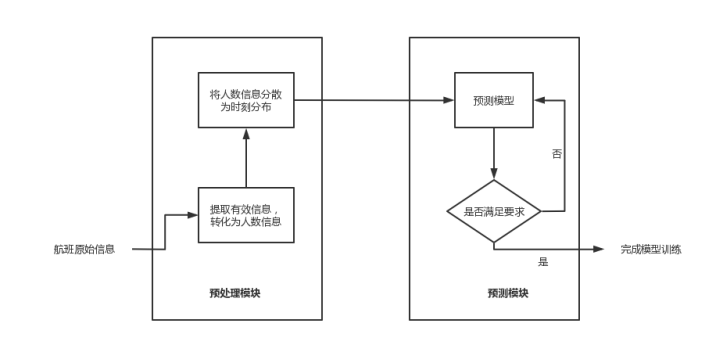 将人数信息分散
为时刻分布
预测模型
否
提取有效信息，
转化为人数信息
是否满足要求
航班原始信息
完成模型训练
是
预处理模块
预测模块